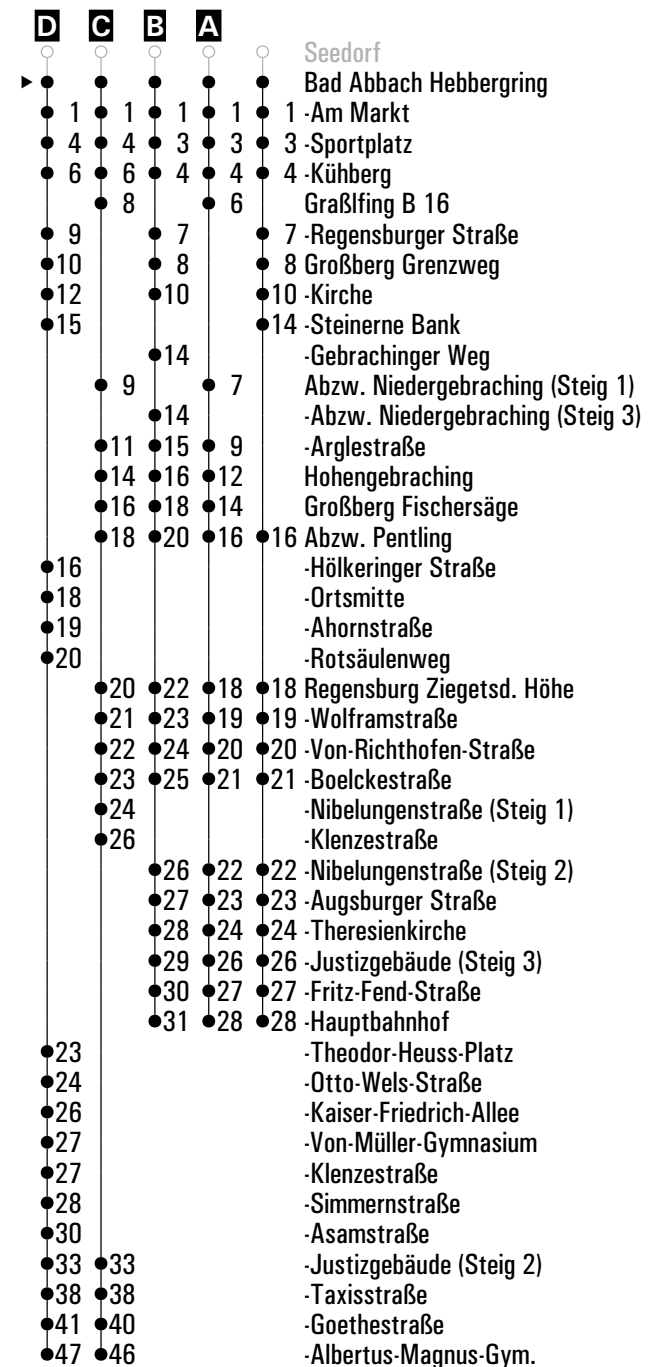 D C B A
Seedorf
Bad Abbach Hebbergring
1 1 1 1 1 -Am Markt
4 4 3 3 3 -Sportplatz
6 6 4 4 4 -Kühberg
8 6 Graßlfing B 16
9 7 7 -Regensburger Straße
10 8 8 Großberg Grenzweg
12 10 10 -Kirche
15 14 -Steinerne Bank
14 -Gebrachinger Weg
9 7 Abzw. Niedergebraching (Steig 1)
14 -Abzw. Niedergebraching (Steig 3)
11 15 9 -Arglestraße
14 16 12 Hohengebraching
16 18 14 Großberg Fischersäge
18 20 16 16 Abzw. Pentling
16 -Hölkeringer Straße
18 -Ortsmitte
19 -Ahornstraße
20 -Rotsäulenweg
20 22 18 18 Regensburg Ziegetsd. Höhe
21 23 19 19 -Wolframstraße
22 24 20 20 -Von-Richthofen-Straße
23 25 21 21 -Boelckestraße
24 -Nibelungenstraße (Steig 1)
26 -Klenzestraße
26 22 22 -Nibelungenstraße (Steig 2)
27 23 23 -Augsburger Straße
28 24 24 -Theresienkirche
29 26 26 -Justizgebäude (Steig 3)
30 27 27 -Fritz-Fend-Straße
31 28 28 -Hauptbahnhof
23 -Theodor-Heuss-Platz
24 -Otto-Wels-Straße
26 -Kaiser-Friedrich-Allee
27 -Von-Müller-Gymnasium
27 -Klenzestraße
28 -Simmernstraße
30 -Asamstraße
33 33 -Justizgebäude (Steig 2)
38 38 -Taxisstraße
41 40 -Goethestraße
47 46 -Albertus-Magnus-Gym.